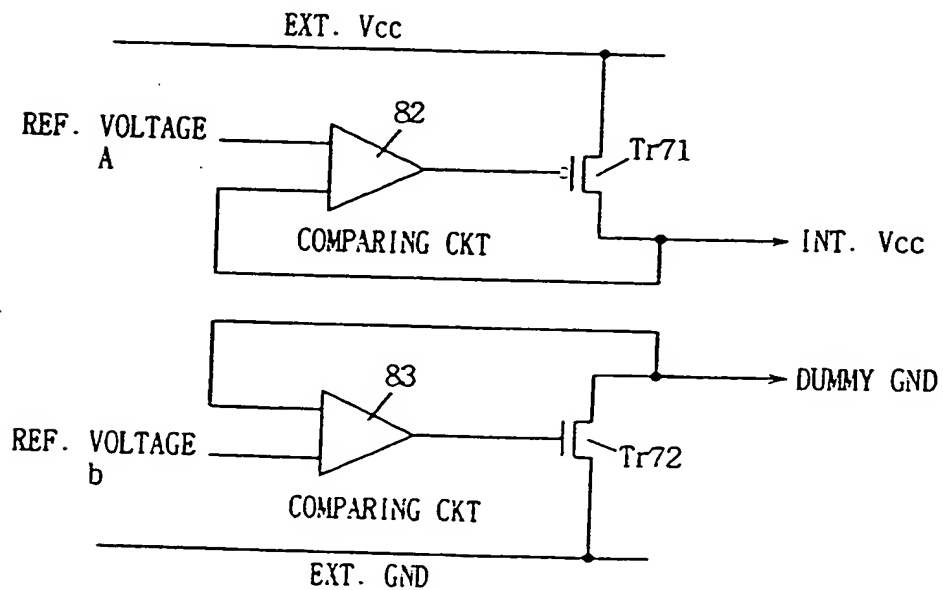 EXT. Vcc
82
REF. VOLTAGE
A
Tr71
COMPARING CKT
INT. Vcc
83
DUMMY GND
REF. VOLTAGE
b
Tr72
COMPARING CKT
EXT. GND